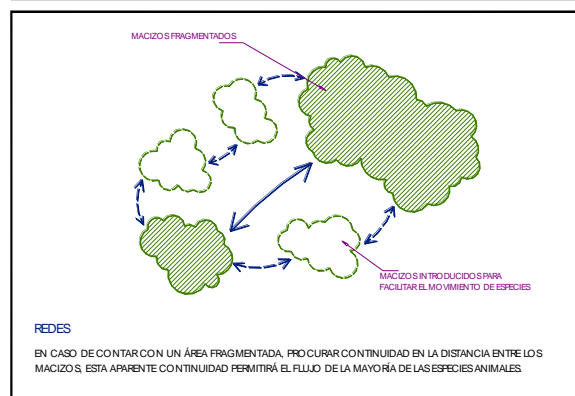 MACIZOS FRAGMENTADOS
MACIZOS INTRODUCIDOS PARA
FACILITAR EL MOVIMIENTO DE ESPECIES
REDES
EN CASO DE CONTAR CON UN ÁREA FRAGMENTADA, PROCURAR CONTINUIDAD EN LA DISTANCIA ENTRE LOS
MACIZOS, ESTA APARENTE CONTINUIDAD PERMITIRÁ EL FLUJO DE LA MAYORÍA DE LAS ESPECIES ANIMALES.